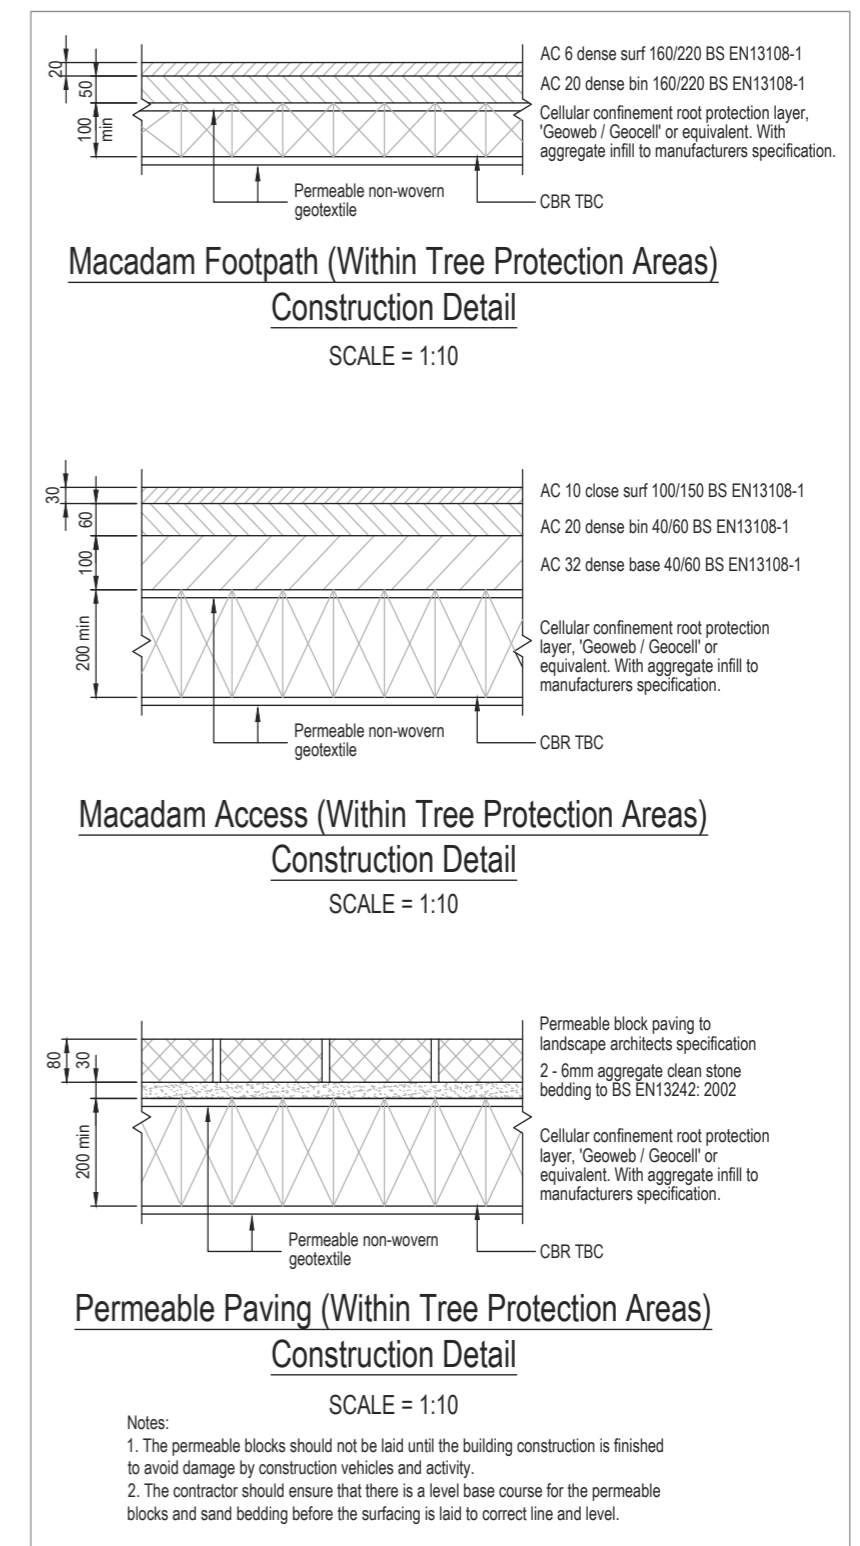 20
50
100
min
AC 6 dense surf 160/220 BS EN13108-1
AC 20 dense bin 160/220 BS EN13108-1
Cellular confinement root protection layer,
'Geoweb / Geocell' or equivalent. With
aggregate infill to manufacturers specification.
Permeable non-wovern
geotextile
CBR TBC
Macadam Footpath (Within Tree Protection Areas)
Construction Detail
SCALE = 1:10
30
60
100
200 min
AC 10 close surf 100/150 BS EN13108-1
AC 20 dense bin 40/60 BS EN13108-1
AC 32 dense base 40/60 BS EN13108-1
Cellular confinement root protection
layer, 'Geoweb / Geocell' or
equivalent. With aggregate infill to
manufacturers specification.
Permeable non-wovern
geotextile
CBR TBC
Macadam Access (Within Tree Protection Areas)
Construction Detail
SCALE = 1:10
80
30
200 min
Permeable block paving to
landscape architects specification
2 - 6mm aggregate clean stone
bedding to BS EN13242: 2002
Cellular confinement root protection
layer, 'Geoweb / Geocell' or
equivalent. With aggregate infill to
manufacturers specification.
Permeable non-wovern
geotextile
CBR TBC
Permeable Paving (Within Tree Protection Areas)
Construction Detail
SCALE = 1:10
Notes:
1. The permeable blocks should not be laid until the building construction is finished
to avoid damage by construction vehicles and activity.
2. The contractor should ensure that there is a level base course for the permeable
blocks and sand bedding before the surfacing is laid to correct line and level.